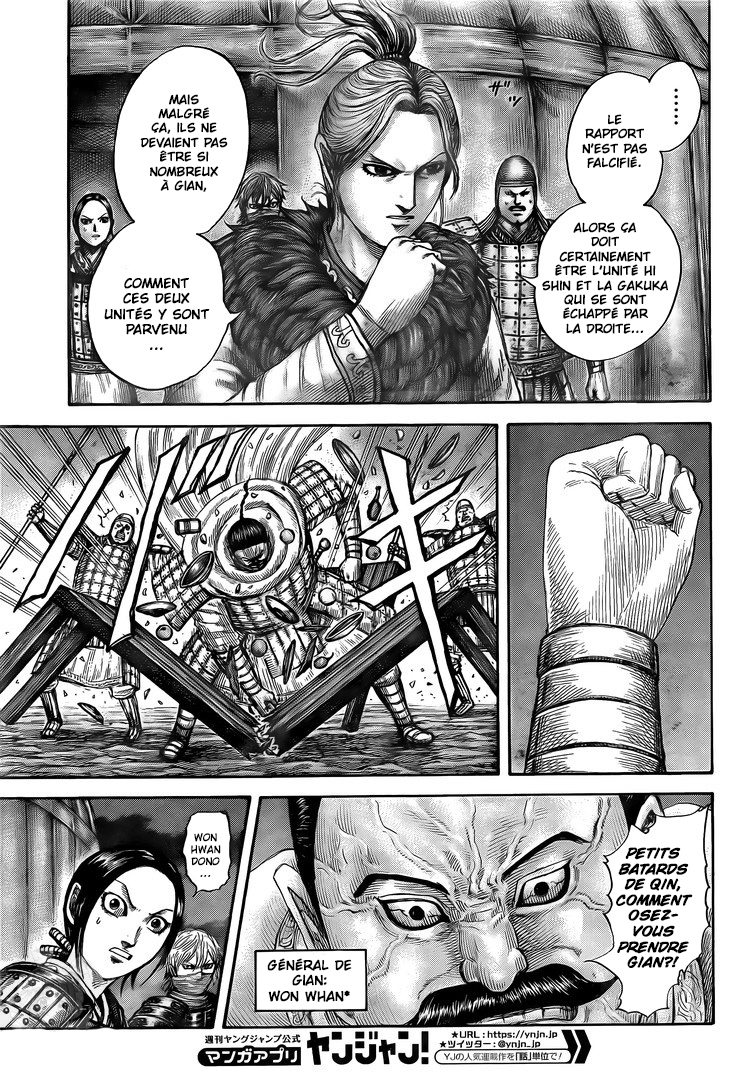 ......
LE
RAPPORT
N'EST PAS
FALCIFIÉ.
ALORS ÇA
DOIT
CERTAINEMENT
ÊTRE L'UNITÉ HI
SHIN ET LA GAKUKA
QUI SE SONT
ÉCHAPPÉ PAR
LA DROITE...
ザッ
MAIS
MALGRÉ
ÇA, ILS NE
DEVAIENT PAS
ÊTRE SI
NOMBREUX
À GIAN,
COMMENT
CES DEUX
UNITÉS Y SONT
PARVENU
...
バキ
PETITS
BATARDS
DE QIN,
COMMENT
OSEZ-
VOUS
PRENDRE
GIAN?!
GÉNÉRAL DE
GIAN:
WON WHAN*
WON
HWAN
DONO
...
週刊ヤングジャンプ公式
マンガアプリ
ヤンジャン!
★URL:https://ynjn.jp
★ツイッター:@ynjn_jp
YJの人気連載作を「話」単位で!